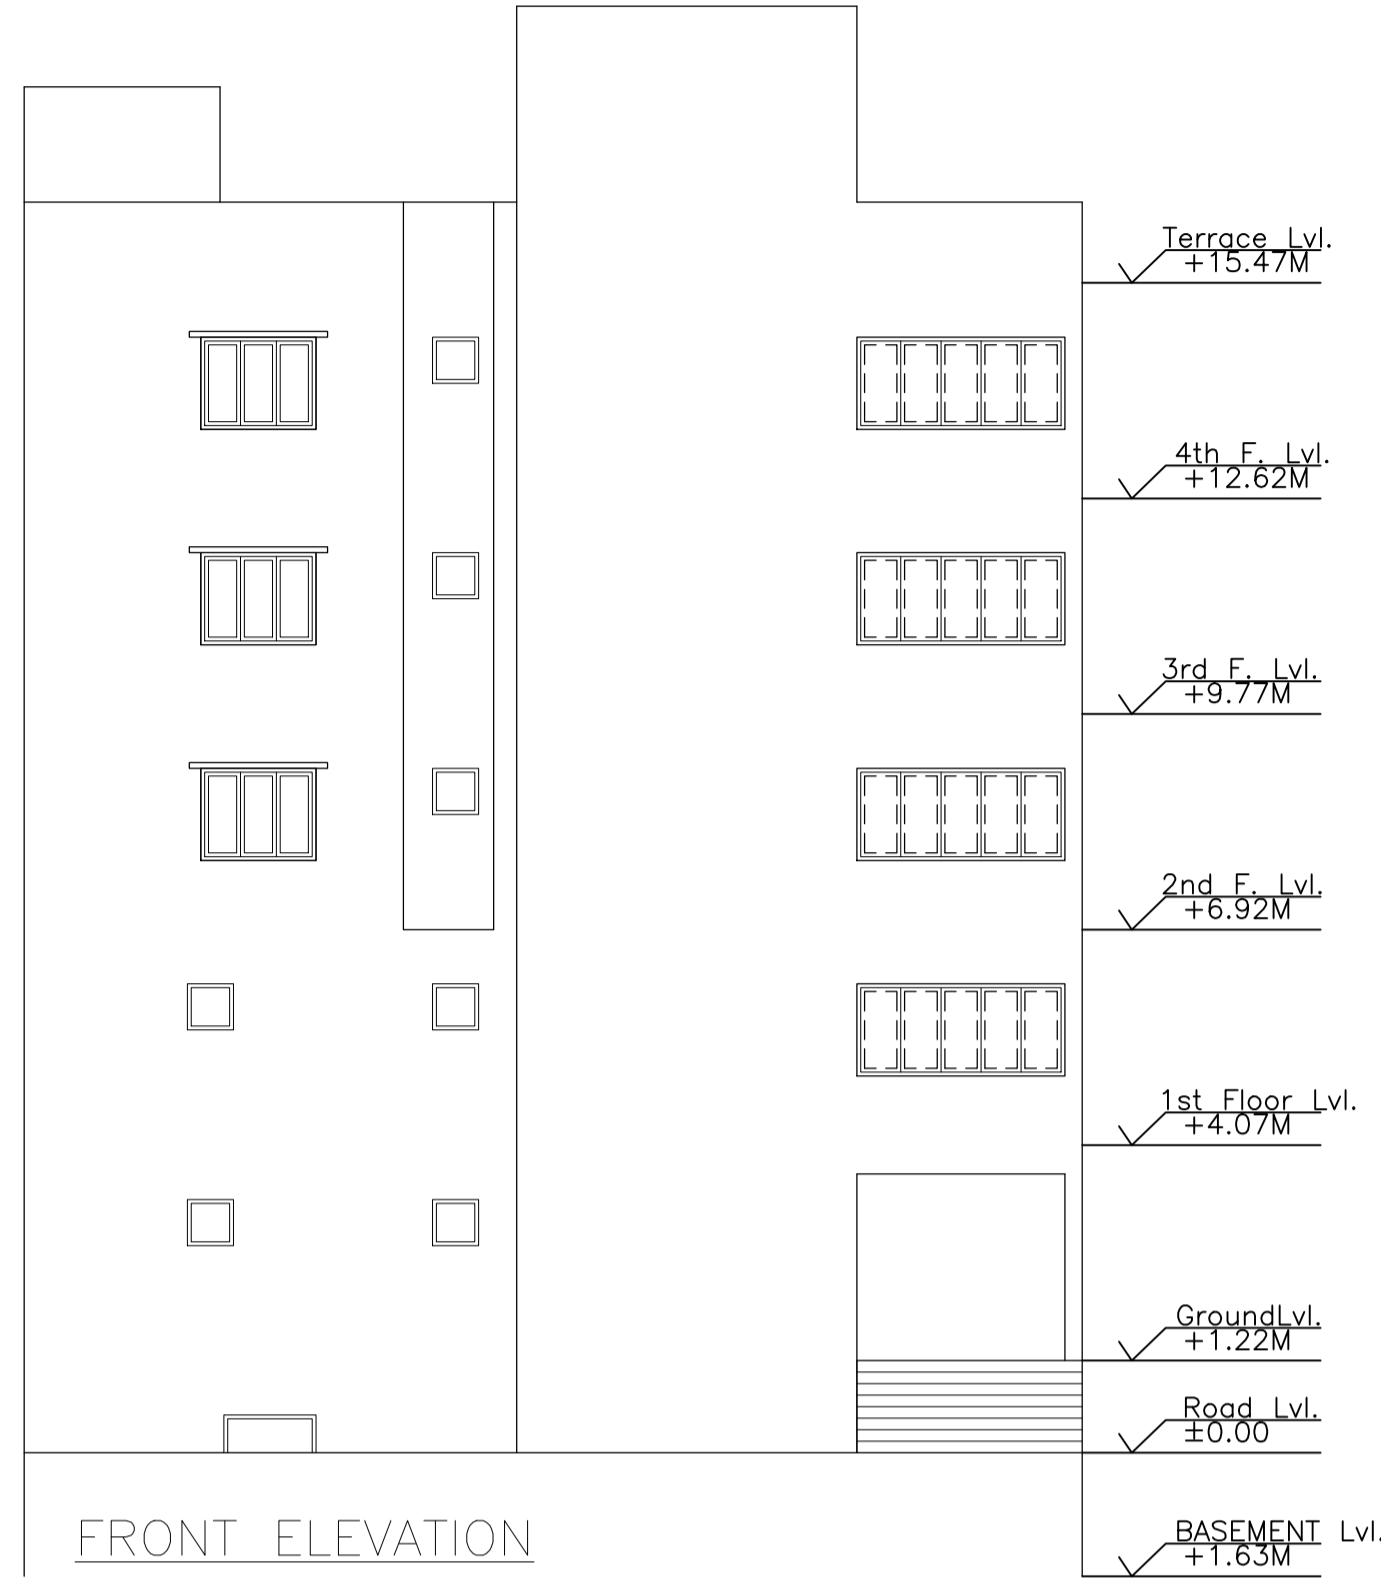 Terrace Lvl.
+15.47M
4th F. Lvl.
+12.62M
3rd F. Lvl.
+9.77M
2nd F. Lvl.
+6.92M
1st Floor Lvl.
+4.07M
GroundLvl.
+1.22M
Road Lvl.
±0.00
FRONT ELEVATION
BASEMENT Lvl.
+1.63M